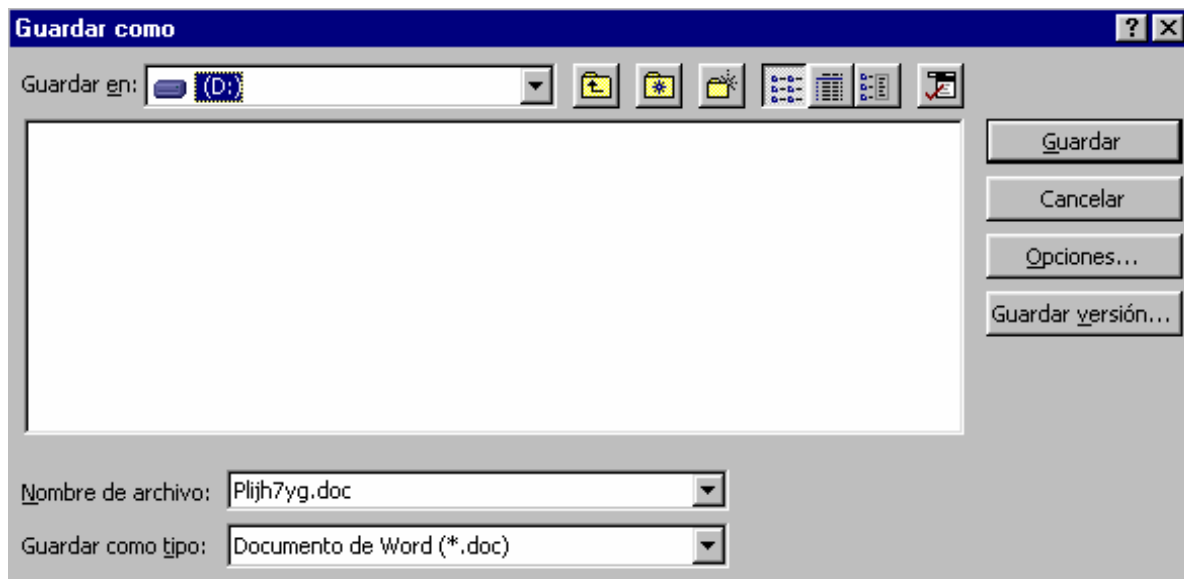 Guardar como
Guardar en: (D:)
Guardar
Cancelar
Opciones...
Guardar versión...
Nombre de archivo: Plijh7yg.doc
Guardar como tipo: Documento de Word (*.doc)